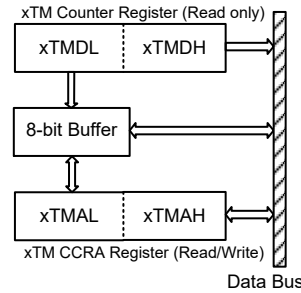 xTM Counter Register (Read only)
xTMDL xTMDH
8-bit Buffer
xTMAL xTMAH
xTM CCRA Register (Read/Write)
Data Bus